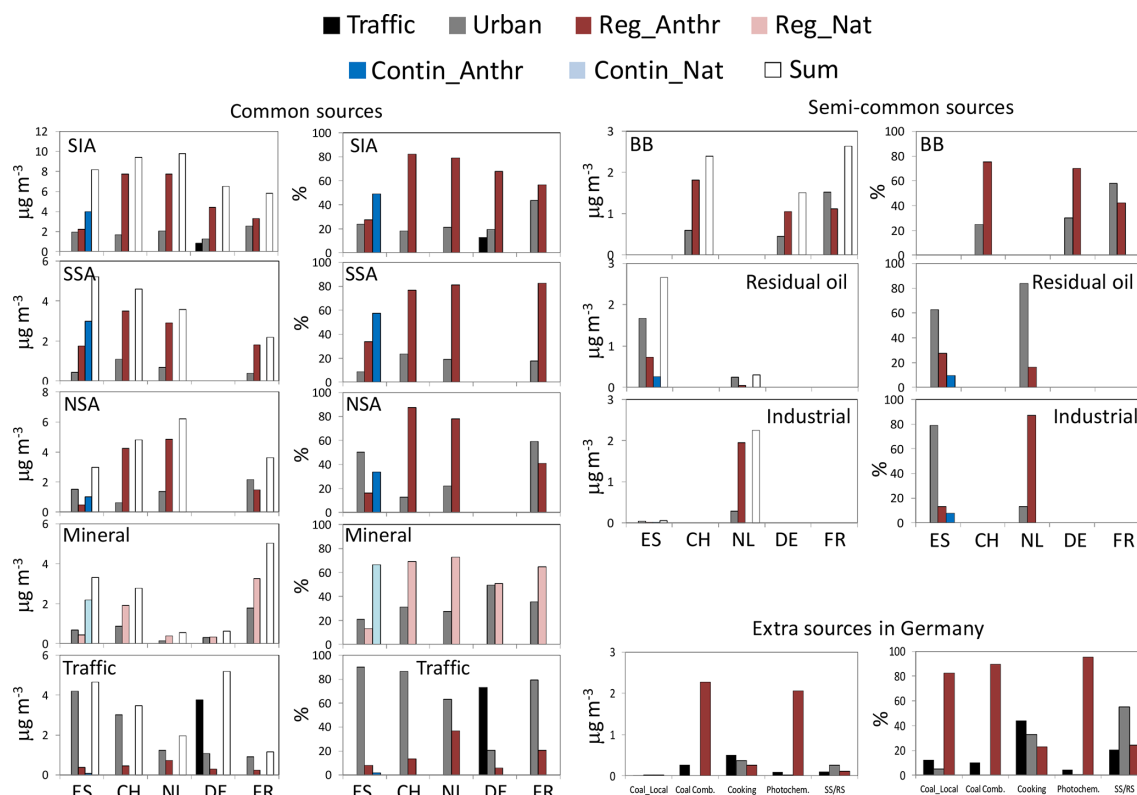 Traffic Urban Reg_Anthr Reg_Nat
Contin_Anthr Contin_Nat Sum
Common sources
Semi-common sources
SIA
12
10
8
6
4
2
0
µg m-3
SIA
100
80
60
40
20
0
%
SSA
6
4
2
0
µg m-3
SSA
100
80
60
40
20
0
%
NSA
6
4
2
0
µg m-3
NSA
100
80
60
40
20
0
%
Mineral
6
4
2
0
µg m-3
Mineral
100
80
60
40
20
0
%
Traffic
6
4
2
0
µg m-3
ES CH NL DE FR
Traffic
100
80
60
40
20
0
%
ES CH NL DE FR
BB
3
2
1
0
µg m-3
BB
100
80
60
40
20
0
%
Residual oil
3
2
1
0
µg m-3
Residual oil
100
80
60
40
20
0
%
Industrial
3
2
1
0
µg m-3
ES CH NL DE FR
Industrial
100
80
60
40
20
0
%
ES CH NL DE FR
Extra sources in Germany
3
2
1
0
µg m-3
Coal_Local Coal Comb. Cooking Photochem. SS/RS
100
80
60
40
20
0
%
Coal_Local Coal Comb. Cooking Photochem. SS/RS